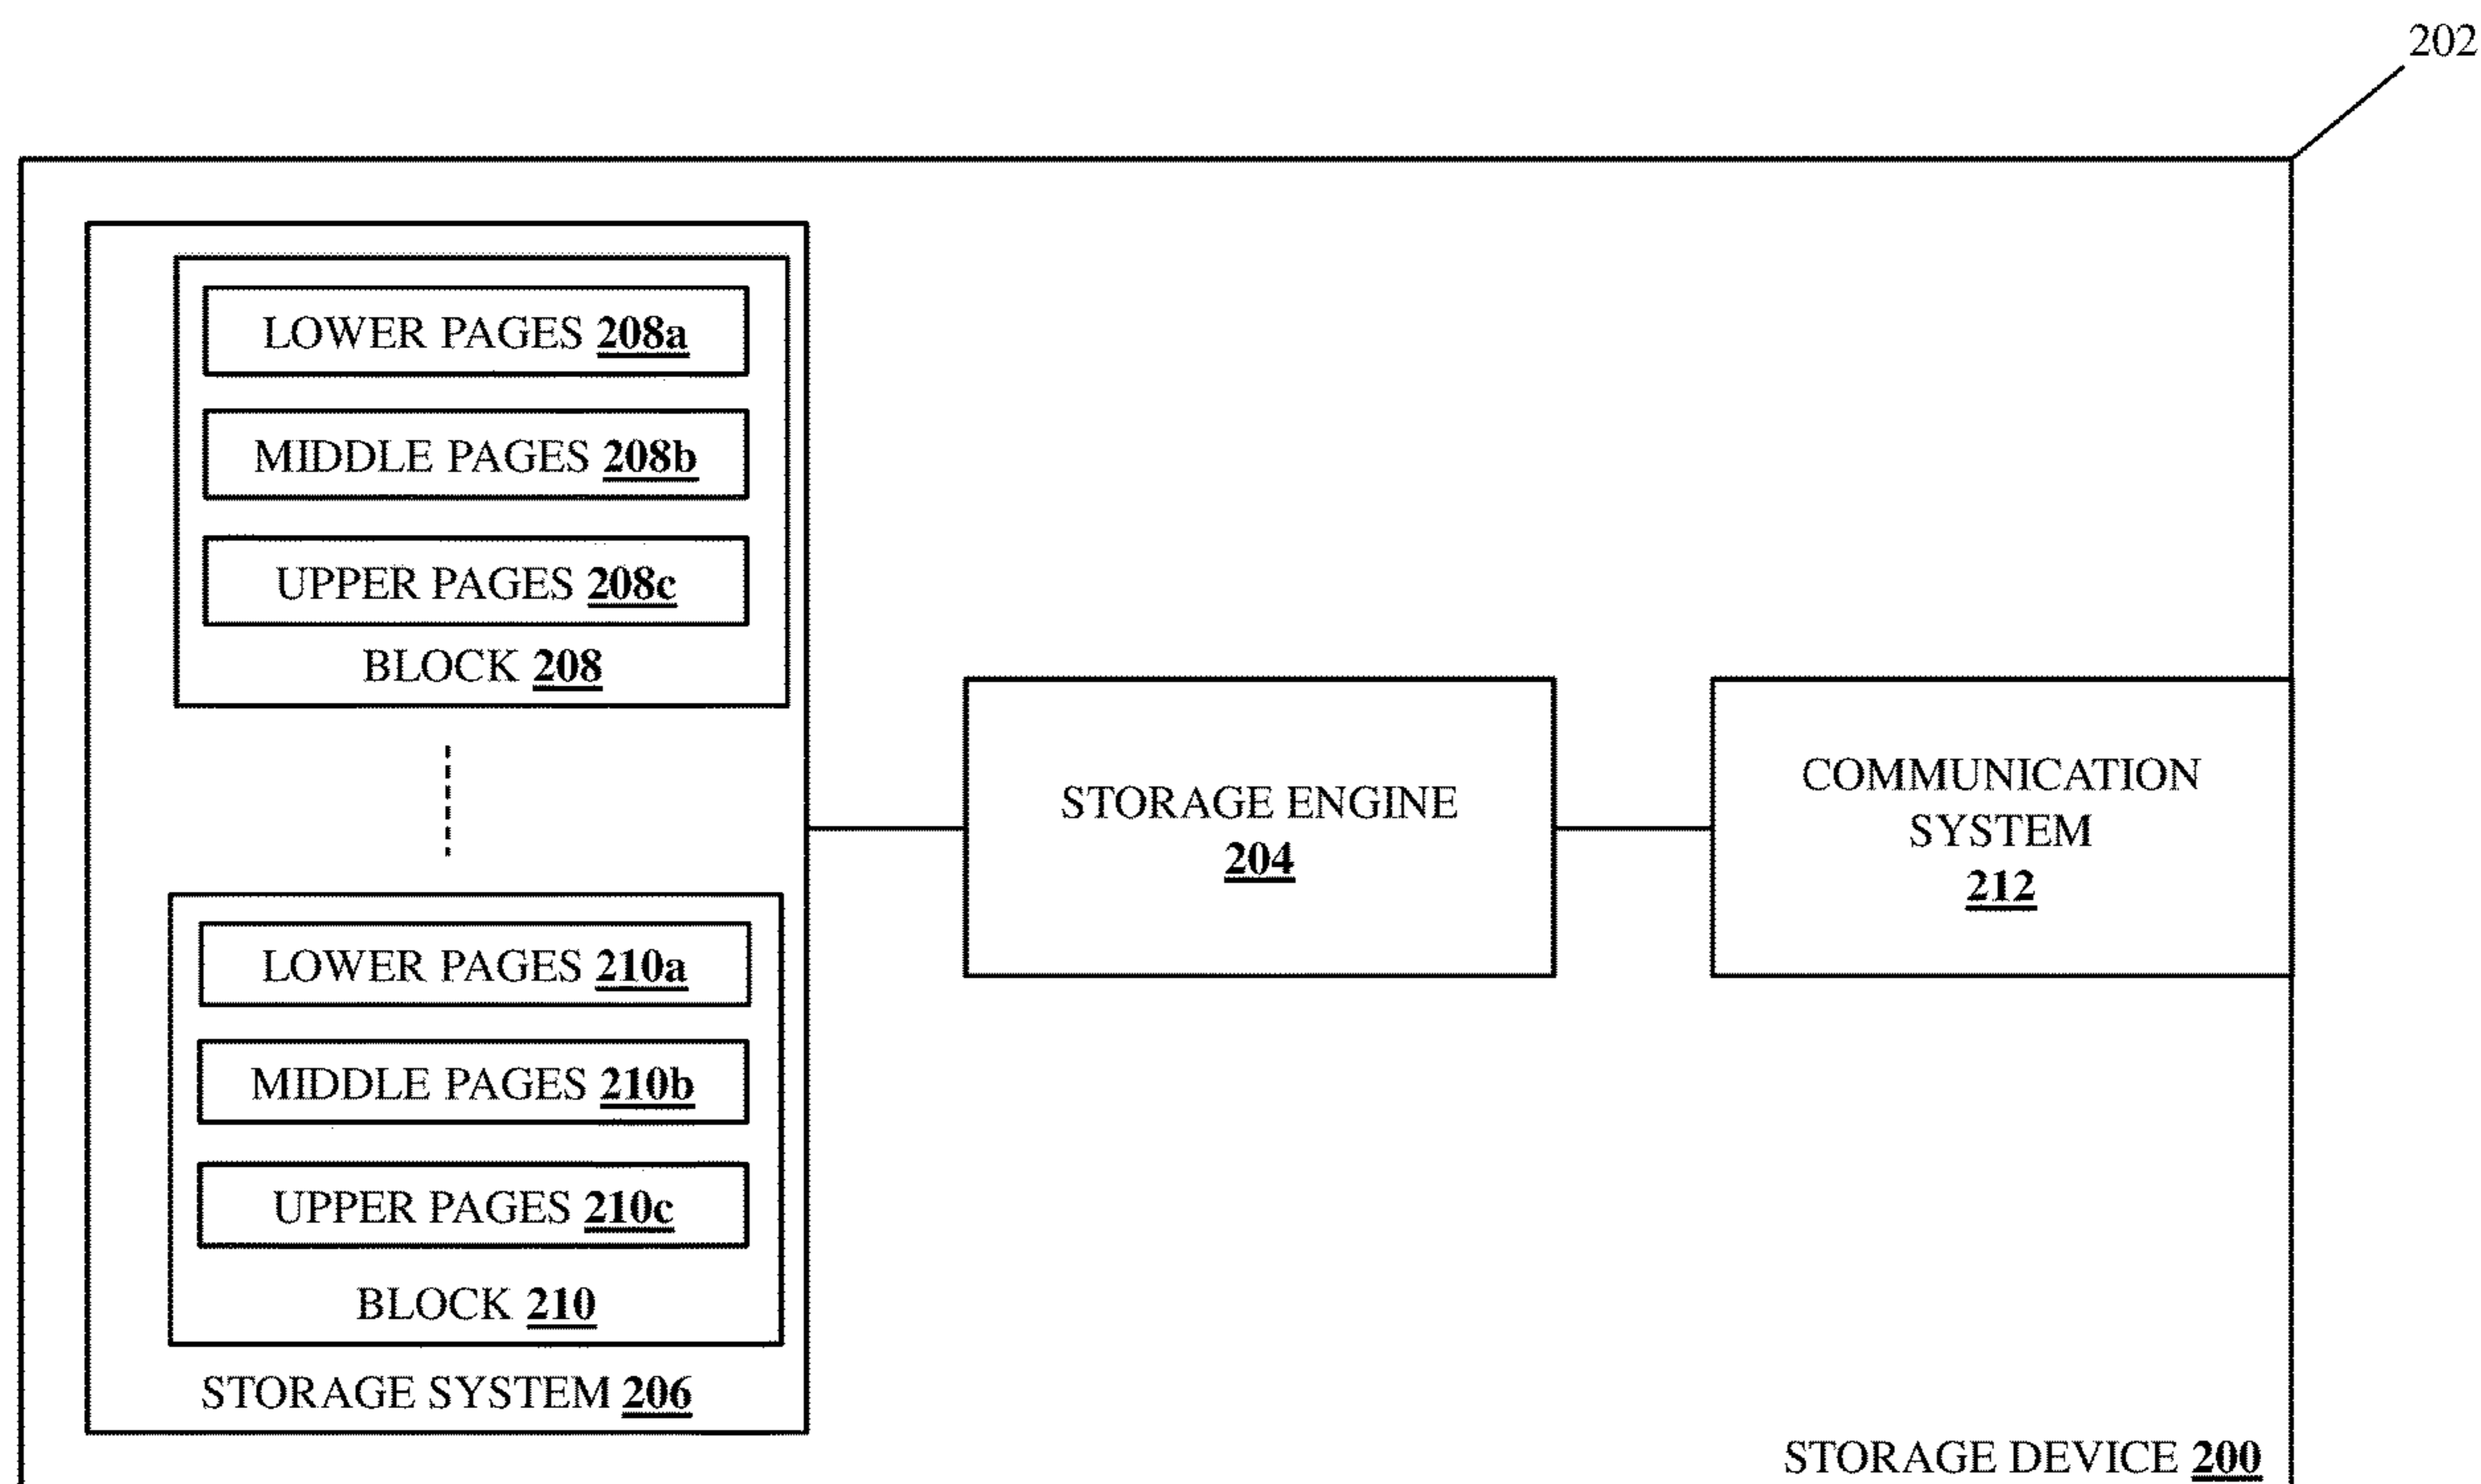 202
LOWER PAGES 208a
MIDDLE PAGES 208b
UPPER PAGES 208c
BLOCK 208
STORAGE ENGINE
204
COMMUNICATION
SYSTEM
212
LOWER PAGES 210a
MIDDLE PAGES 210b
UPPER PAGES 210c
BLOCK 210
STORAGE SYSTEM 206
STORAGE DEVICE 200